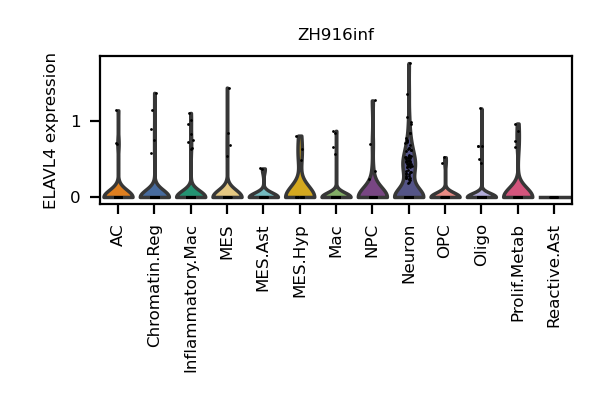 ZH916inf
ELAVL4 expression
1
0
AC
Chromatin.Reg
Inflammatory.Mac
MES
MES.Ast
MES.Hyp
Mac
NPC
Neuron
OPC
Oligo
Prolif.Metab
Reactive.Ast